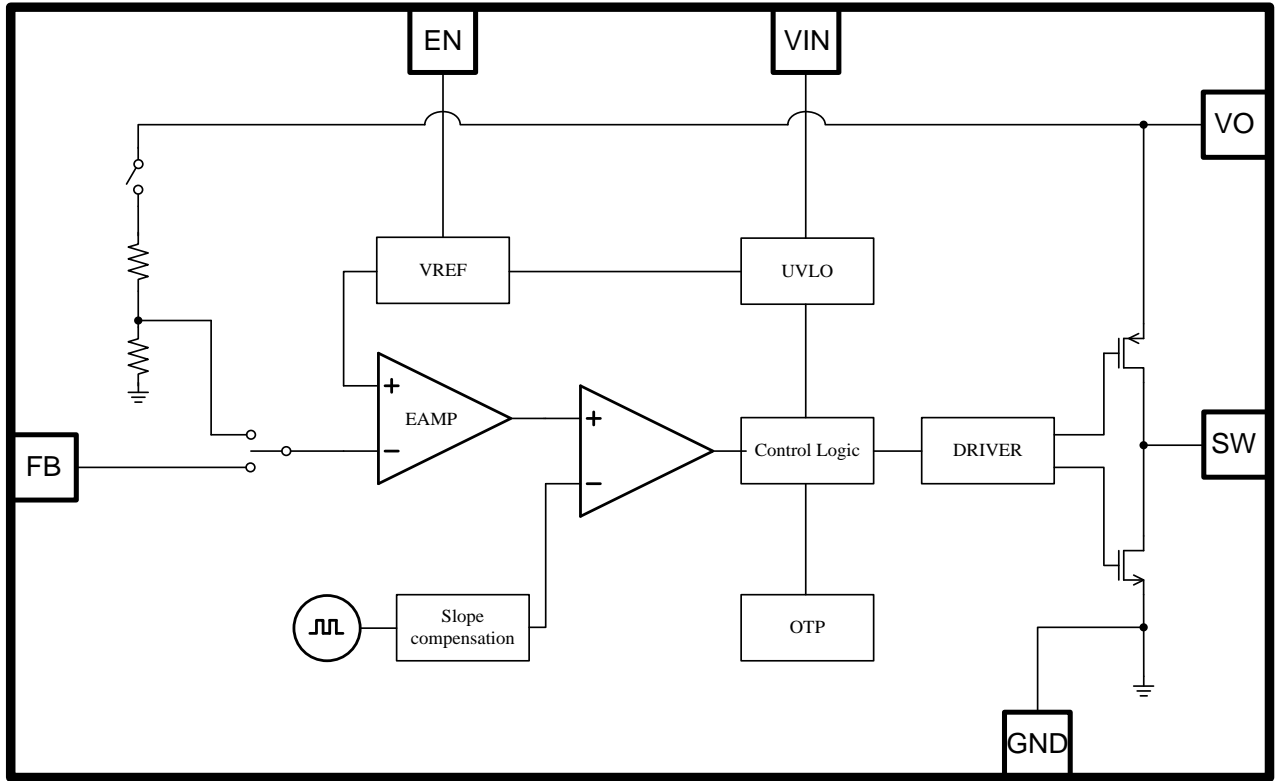 EN
VIN
VO
VREF
UVLO
+
EAMP
−
+
−
Control Logic
DRIVER
SW
FB
Slope
compensation
OTP
GND